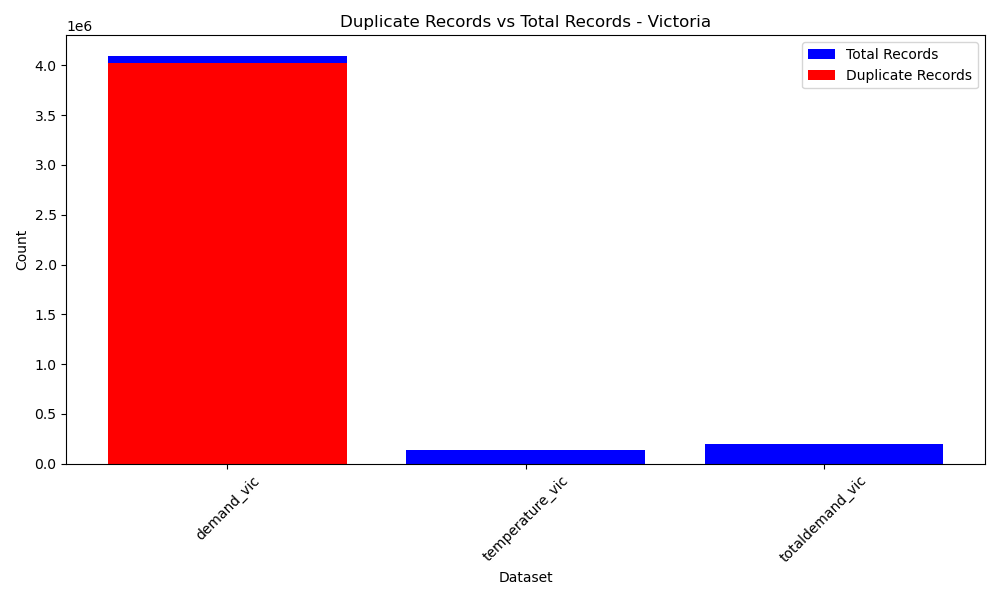 Duplicate Records vs Total Records - Victoria
1e6
Total Records
Duplicate Records
4.0
3.5
3.0
2.5
2.0
1.5
1.0
0.5
0.0
Count
demand_vic
temperature_vic
totaldemand_vic
Dataset